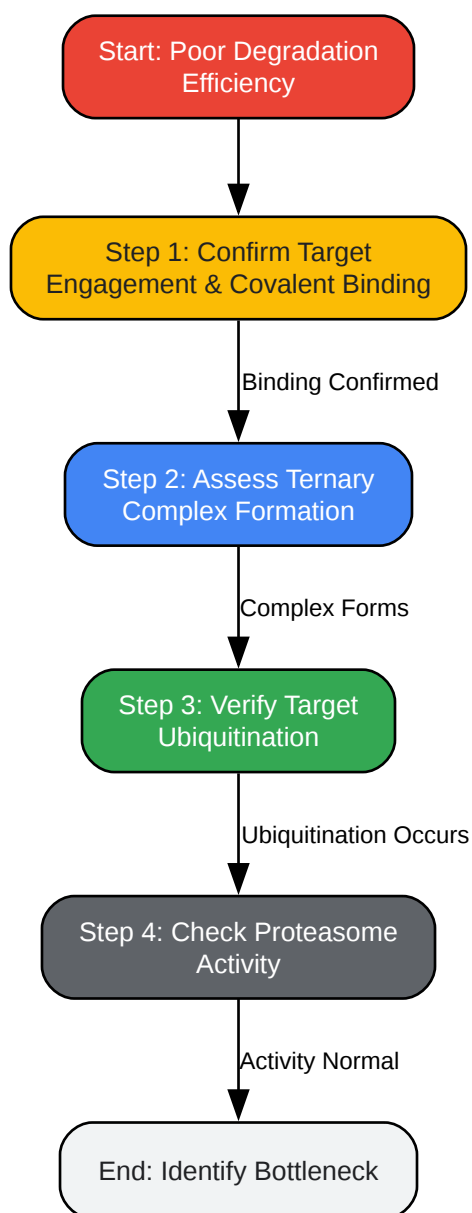 Start: Poor Degradation
Efficiency
Step 1: Confirm Target
Engagement & Covalent Binding
Binding Confirmed
Step 2: Assess Ternary
Complex Formation
Complex Forms
Step 3: Verify Target
Ubiquitination
Ubiquitination Occurs
Step 4: Check Proteasome
Activity
Activity Normal
End: Identify Bottleneck